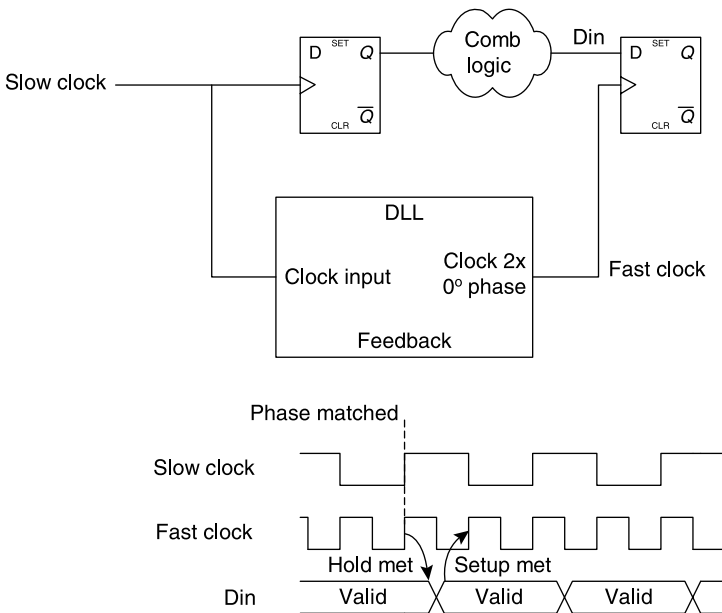 SET
D Q
Q
CLR
Comb
logic
Din
SET
D Q
Q
CLR
Slow clock
DLL
Clock input
Clock 2x
0º phase
Fast clock
Feedback
Phase matched
Slow clock
Fast clock
Hold met Setup met
Din Valid Valid Valid